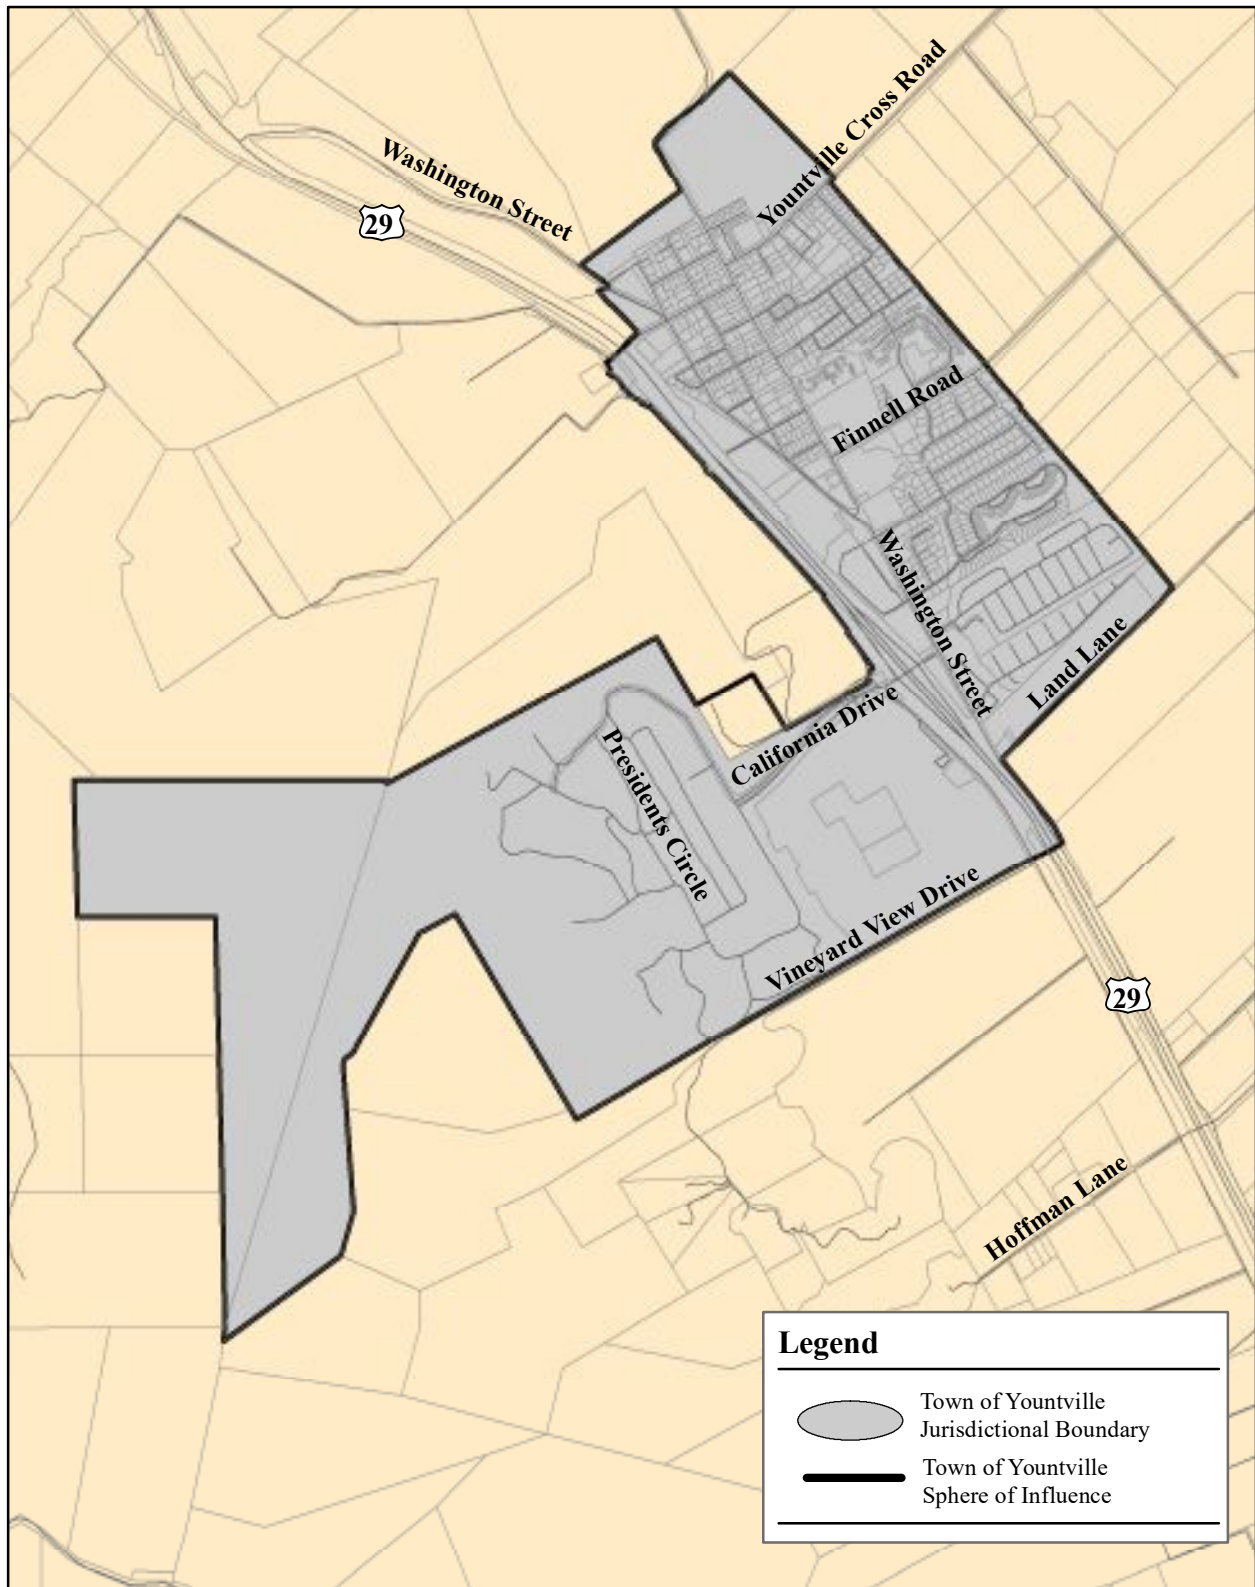 Yountville Cross Road
Washington Street
29
Finnell Road
Washington Street
Land Lane
California Drive
Presidents Circle
Vineyard View Drive
29
Hoffman Lane
Legend
Town of Yountville
Jurisdictional Boundary
Town of Yountville
Sphere of Influence